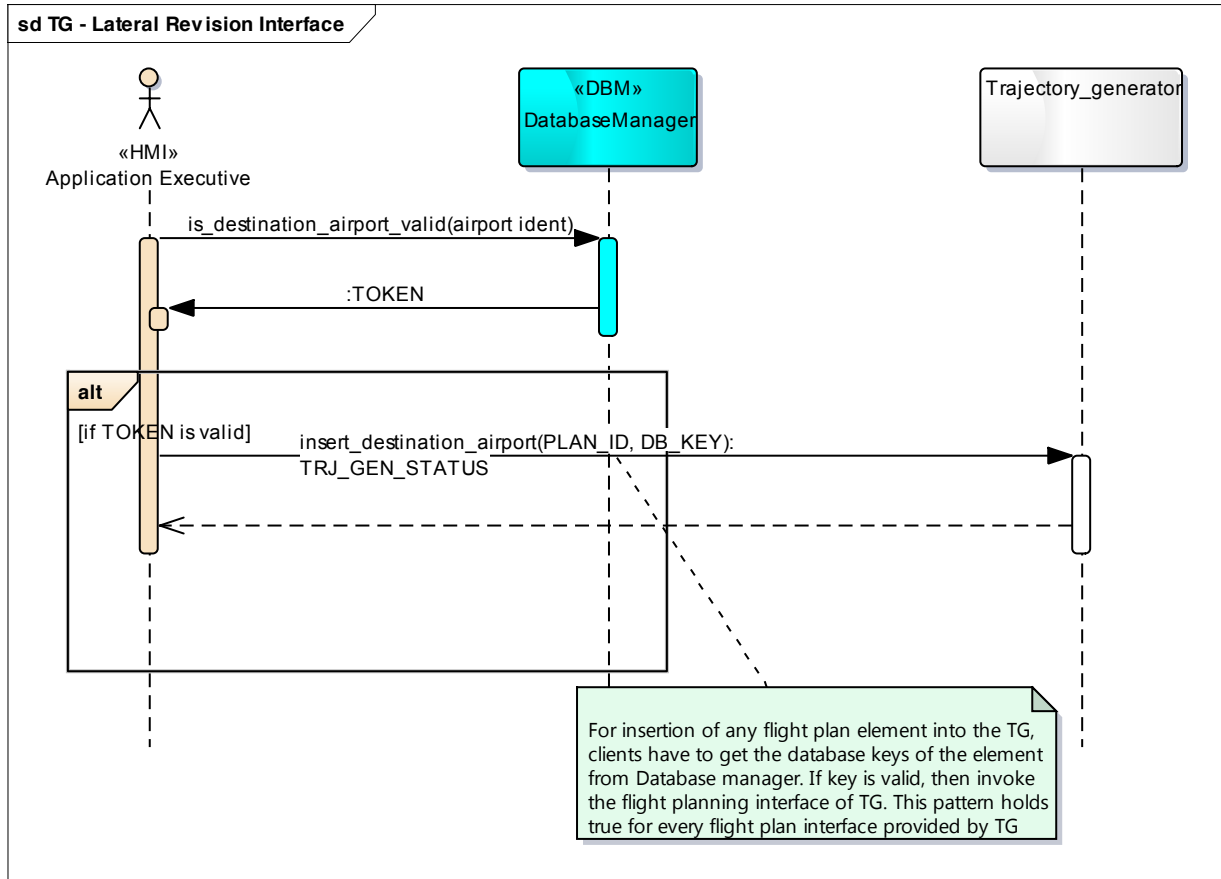 sd TG - Lateral Revision Interface
«HMI»
Application Executive
«DBM»
DatabaseManager
Trajectory_generator
is_destination_airport_valid(airport ident)
:TOKEN
alt
[if TOKEN is valid]
insert_destination_airport(PLAN_ID, DB_KEY):
TRJ_GEN_STATUS
For insertion of any flight plan element into the TG,
clients have to get the database keys of the element
from Database manager. If key is valid, then invoke
the flight planning interface of TG. This pattern holds
true for every flight plan interface provided by TG